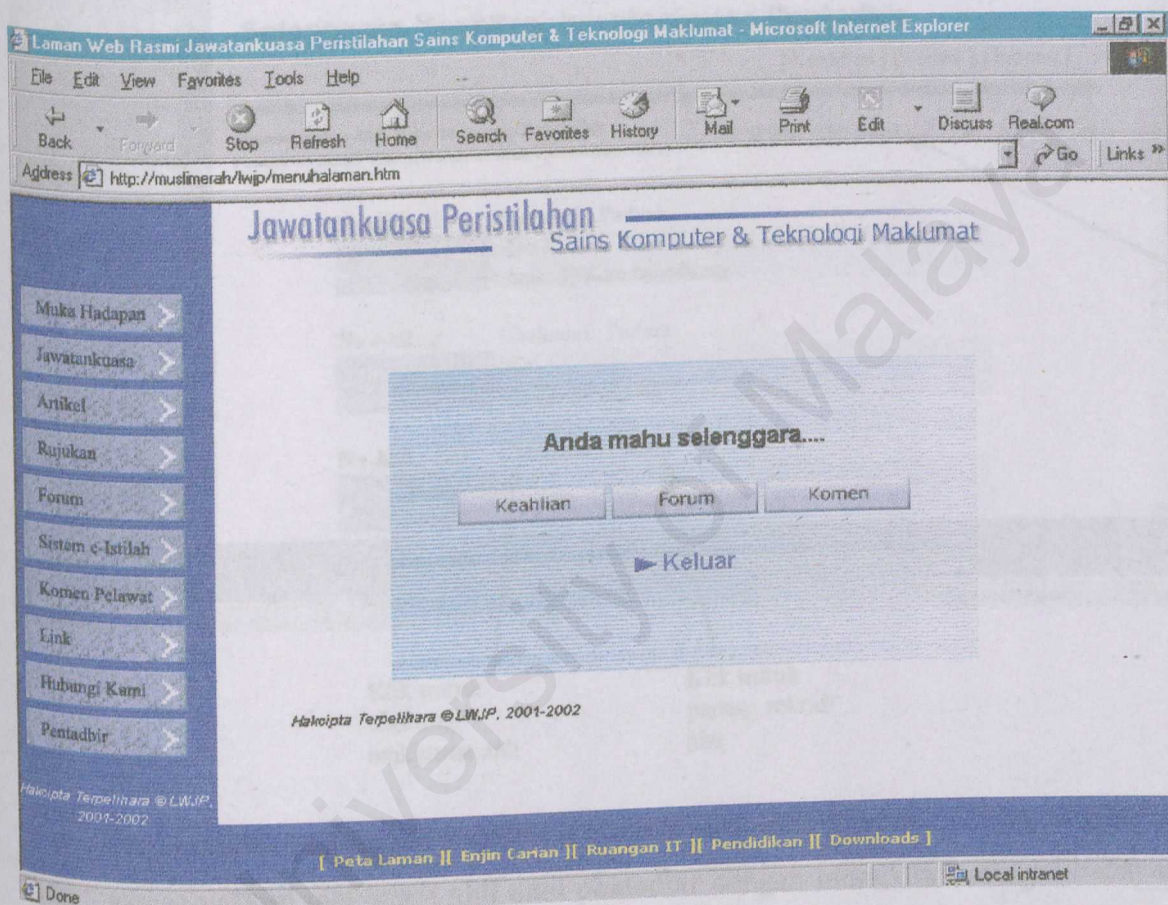 Laman Web Rasmi Jawatankuasa Peristilahan Sains Komputer & Teknologi Maklumat - Microsoft Internet Explorer
File Edit View Favorites Tools Help
Back Forward Stop Refresh Home Search Favorites History Mail Print Edit Discuss Real.com
Address http://muslimerah/lwjp/menuhalaman.htm Go Links »
Jawatankuasa Peristilahan
Sains Komputer & Teknologi Maklumat
Muka Hadapan
Jawatankuasa
Artikel
Rujukan
Forum
Sistem e-Istilah
Komen Pelawat
Link
Hubungi Kami
Pentadbir
Hakcipta Terpelihara © LWJP,
2001-2002
Anda mahu selenggara....
Keahlian Forum Komen
Keluar
Hakcipta Terpelihara © LWJP, 2001-2002
[ Peta Laman ][ Enjin Carian ][ Ruangan IT ][ Pendidikan ][ Downloads ]
Done Local intranet
University of Malaya